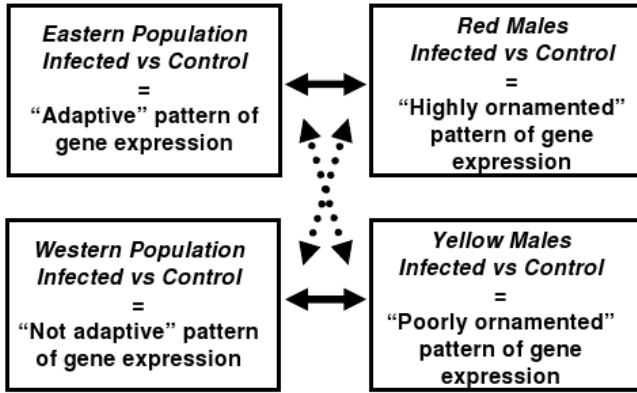 Eastern Population
Infected vs Control
=
“Adaptive” pattern of
gene expression
Red Males
Infected vs Control
=
“Highly ornamented”
pattern of gene
expression
Western Population
Infected vs Control
=
“Not adaptive” pattern
of gene expression
Yellow Males
Infected vs Control
=
“Poorly ornamented”
pattern of gene
expression